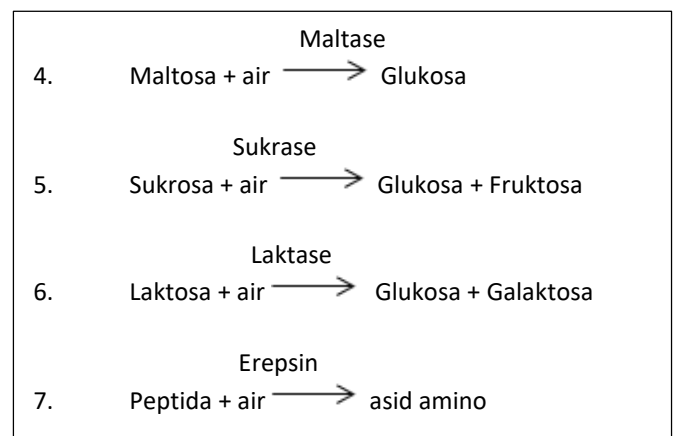 Maltase
4. Maltosa + air ⟶ Glukosa
Sukrase
5. Sukrosa + air ⟶ Glukosa + Fruktosa
Laktase
6. Laktosa + air ⟶ Glukosa + Galaktosa
Erepsin
7. Peptida + air ⟶ asid amino